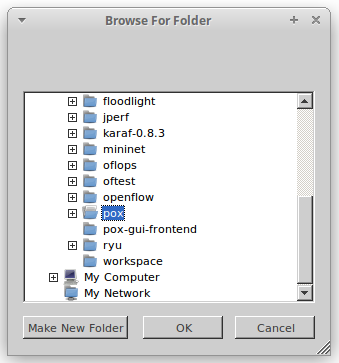 Browse For Folder
floodlight
jperf
karaf-0.8.3
mininet
oflops
oftest
openflow
pox
pox-gui-frontend
ryu
workspace
My Computer
My Network
Make New Folder OK Cancel